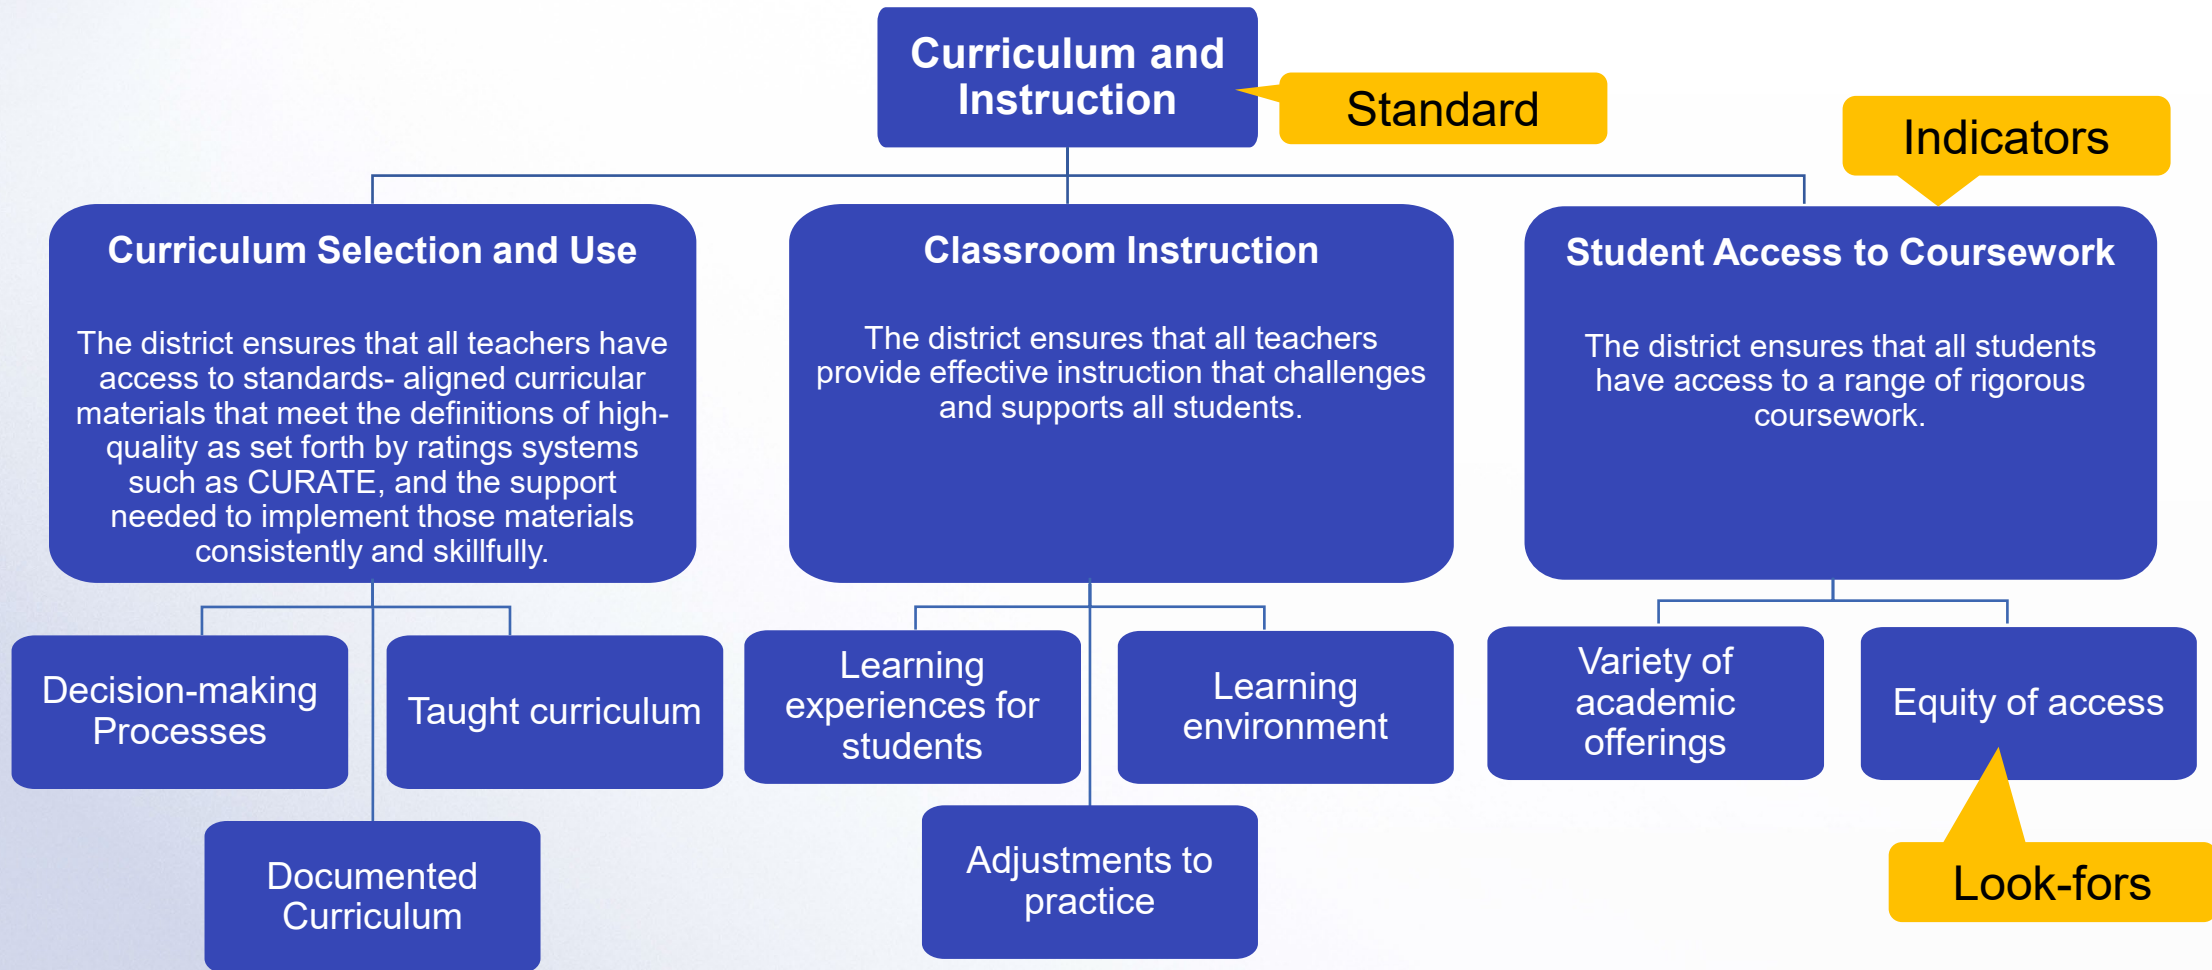 Curriculum and
Instruction
Standard
Indicators
Curriculum Selection and Use
The district ensures that all teachers have
access to standards- aligned curricular
materials that meet the definitions of high-
quality as set forth by ratings systems
such as CURATE, and the support
needed to implement those materials
consistently and skillfully.
Classroom Instruction
The district ensures that all teachers
provide effective instruction that challenges
and supports all students.
Student Access to Coursework
The district ensures that all students
have access to a range of rigorous
coursework.
Decision-making
Processes
Taught curriculum
Documented
Curriculum
Learning
experiences for
students
Learning
environment
Adjustments to
practice
Variety of
academic
offerings
Equity of access
Look-fors